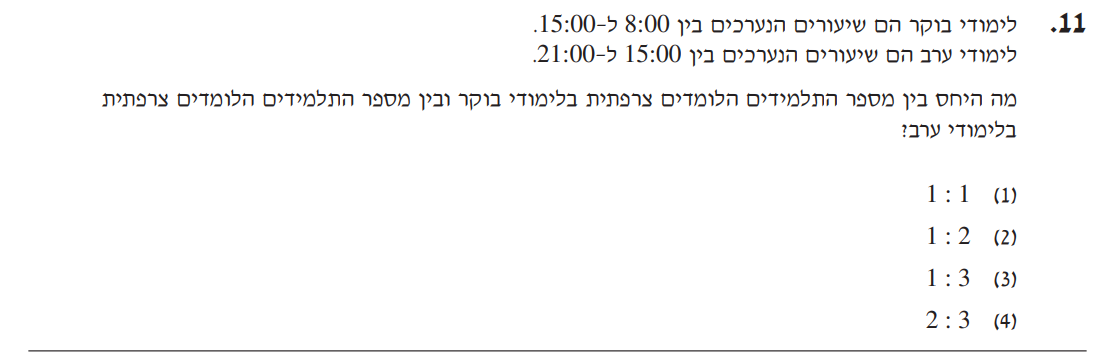 11. לימודי בוקר הם שיעורים הנערכים בין 8:00 ל-15:00.
לימודי ערב הם שיעורים הנערכים בין 15:00 ל-21:00.
מה היחס בין מספר התלמידים הלומדים צרפתית בלימודי בוקר ובין מספר התלמידים הלומדים צרפתית
בלימודי ערב?
(1) 1 : 1
(2) 1 : 2
(3) 1 : 3
(4) 2 : 3